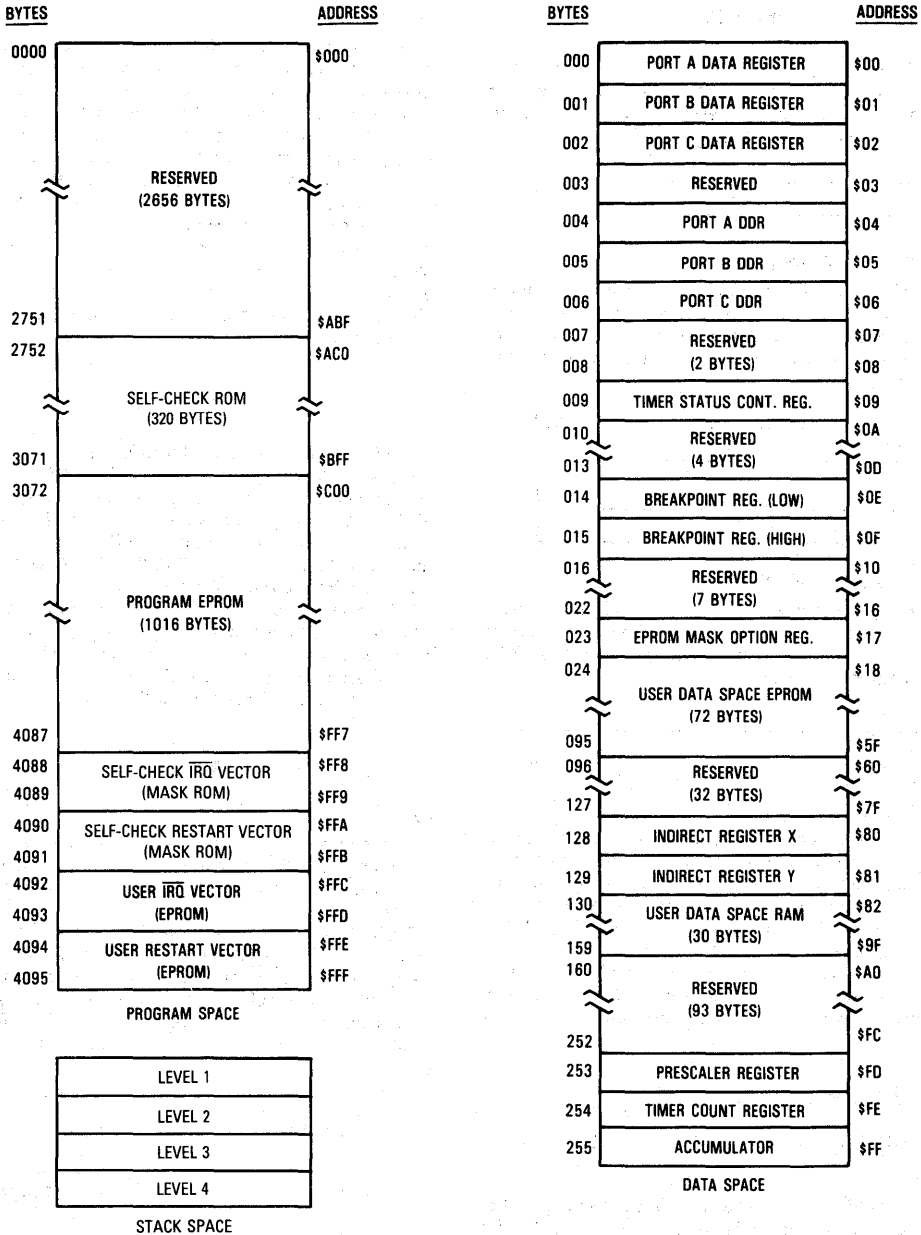 BYTES ADDRESS
0000 $000
RESERVED
(2656 BYTES)
2751 $ABF
2752 $AC0
SELF-CHECK ROM
(320 BYTES)
3071 $BFF
3072 $C00
PROGRAM EPROM
(1016 BYTES)
4087 $FF7
4088 SELF-CHECK IRQ VECTOR $FF8
4089 (MASK ROM) $FF9
4090 SELF-CHECK RESTART VECTOR $FFA
4091 (MASK ROM) $FFB
4092 USER IRQ VECTOR $FFC
4093 (EPROM) $FFD
4094 USER RESTART VECTOR $FFE
4095 (EPROM) $FFF
PROGRAM SPACE
LEVEL 1
LEVEL 2
LEVEL 3
LEVEL 4
STACK SPACE
BYTES ADDRESS
000 PORT A DATA REGISTER $00
001 PORT B DATA REGISTER $01
002 PORT C DATA REGISTER $02
003 RESERVED $03
004 PORT A DDR $04
005 PORT B DDR $05
006 PORT C DDR $06
007 RESERVED $07
008 (2 BYTES) $08
009 TIMER STATUS CONT. REG. $09
010 RESERVED $0A
013 (4 BYTES) $0D
014 BREAKPOINT REG. (LOW) $0E
015 BREAKPOINT REG. (HIGH) $0F
016 RESERVED $10
(7 BYTES)
022 $16
023 EPROM MASK OPTION REG. $17
024 $18
USER DATA SPACE EPROM
(72 BYTES)
095 $5F
096 RESERVED $60
(32 BYTES)
127 $7F
128 INDIRECT REGISTER X $80
129 INDIRECT REGISTER Y $81
130 USER DATA SPACE RAM $82
(30 BYTES)
159 $9F
160 $A0
RESERVED
(93 BYTES)
252 $FC
253 PRESCALER REGISTER $FD
254 TIMER COUNT REGISTER $FE
255 ACCUMULATOR $FF
DATA SPACE